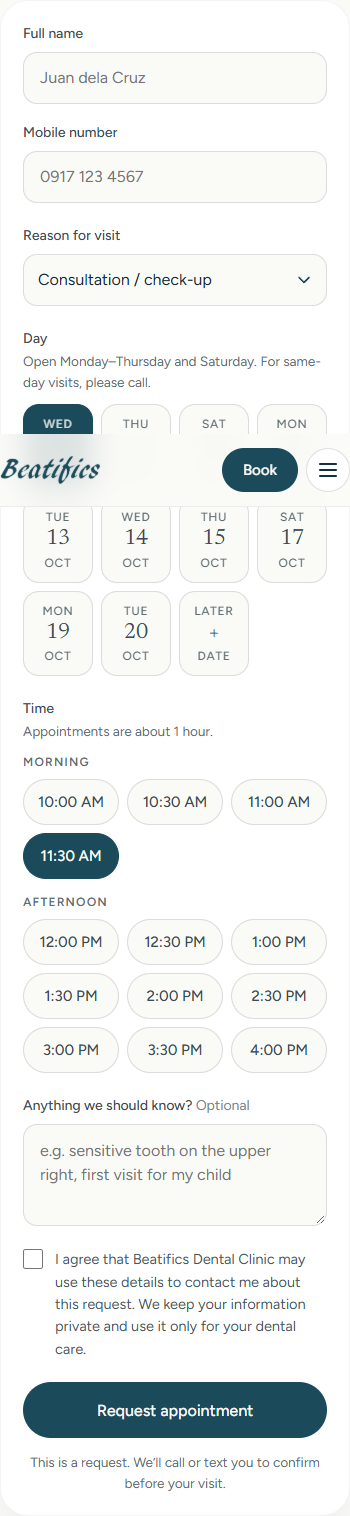 Full name
Juan dela Cruz
Mobile number
0917 123 4567
Reason for visit
Consultation / check-up
Day
Open Monday–Thursday and Saturday. For same-
day visits, please call.
WED THU SAT MON
Beatifics Book
TUE WED THU SAT
13 14 15 17
OCT OCT OCT OCT
MON TUE LATER
19 20 +
OCT OCT DATE
Time
Appointments are about 1 hour.
MORNING
10:00 AM 10:30 AM 11:00 AM
11:30 AM
AFTERNOON
12:00 PM 12:30 PM 1:00 PM
1:30 PM 2:00 PM 2:30 PM
3:00 PM 3:30 PM 4:00 PM
Anything we should know? Optional
e.g. sensitive tooth on the upper
right, first visit for my child
I agree that Beatifics Dental Clinic may
use these details to contact me about
this request. We keep your information
private and use it only for your dental
care.
Request appointment
This is a request. We’ll call or text you to confirm
before your visit.